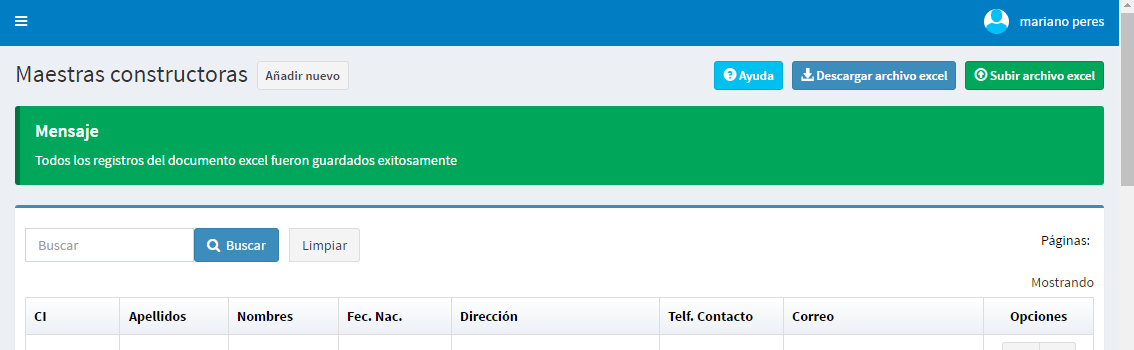 mariano peres
Maestras constructoras Añadir nuevo Ayuda Descargar archivo excel Subir archivo excel
Mensaje
Todos los registros del documento excel fueron guardados exitosamente
Buscar Buscar Limpiar Páginas:
Mostrando
CI Apellidos Nombres Fec. Nac. Dirección Telf. Contacto Correo Opciones